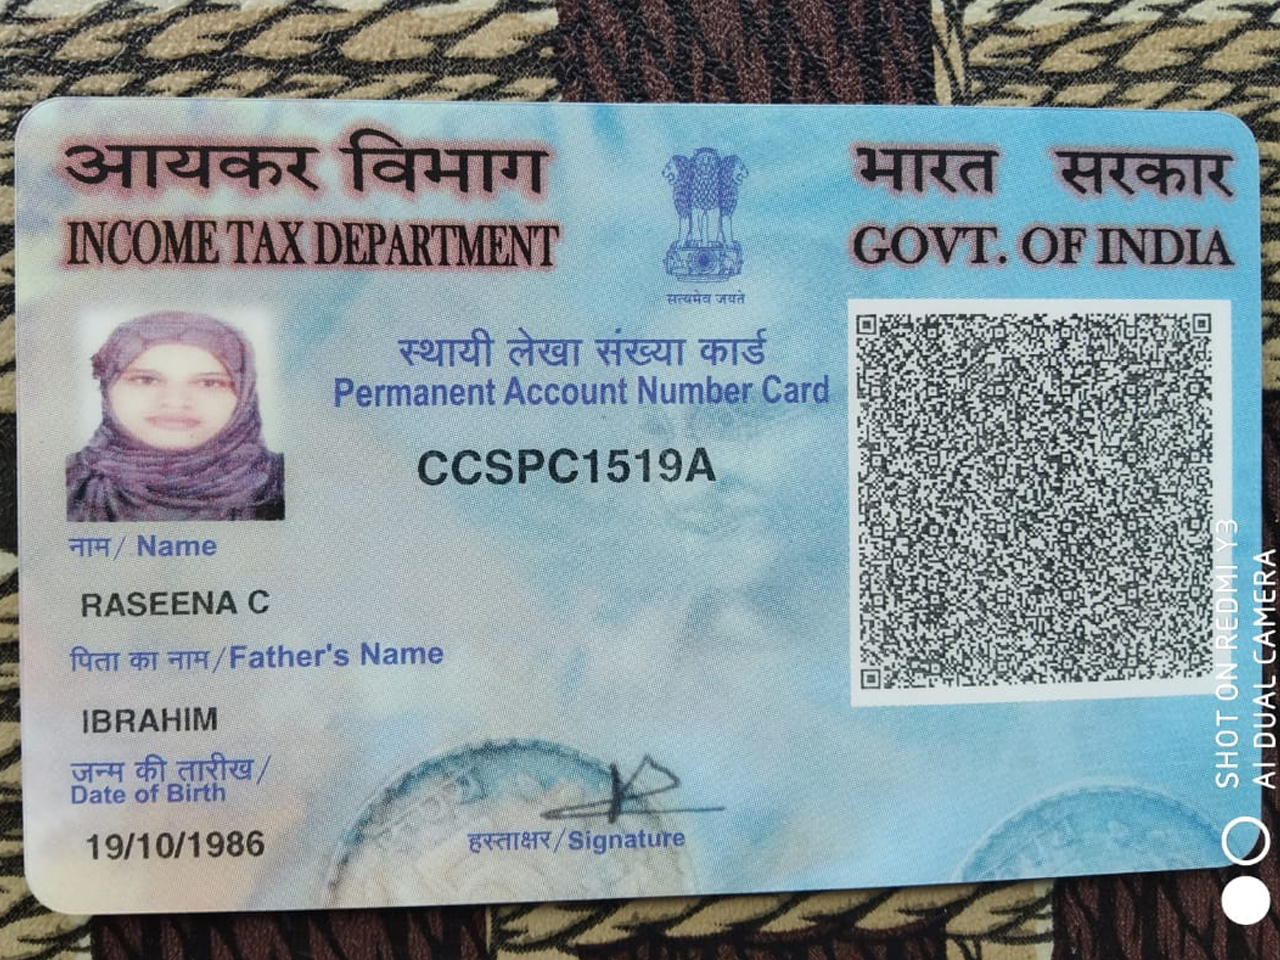 आयकर विभाग
INCOME TAX DEPARTMENT
सत्यमेव जयते
भारत सरकार
GOVT. OF INDIA
स्थायी लेखा संख्या कार्ड
Permanent Account Number Card
CCSPC1519A
नाम / Name
RASEENA C
पिता का नाम / Father's Name
IBRAHIM
जन्म की तारीख /
Date of Birth
19/10/1986
हस्ताक्षर / Signature
SHOT ON REDMI Y3
AI DUAL CAMERA